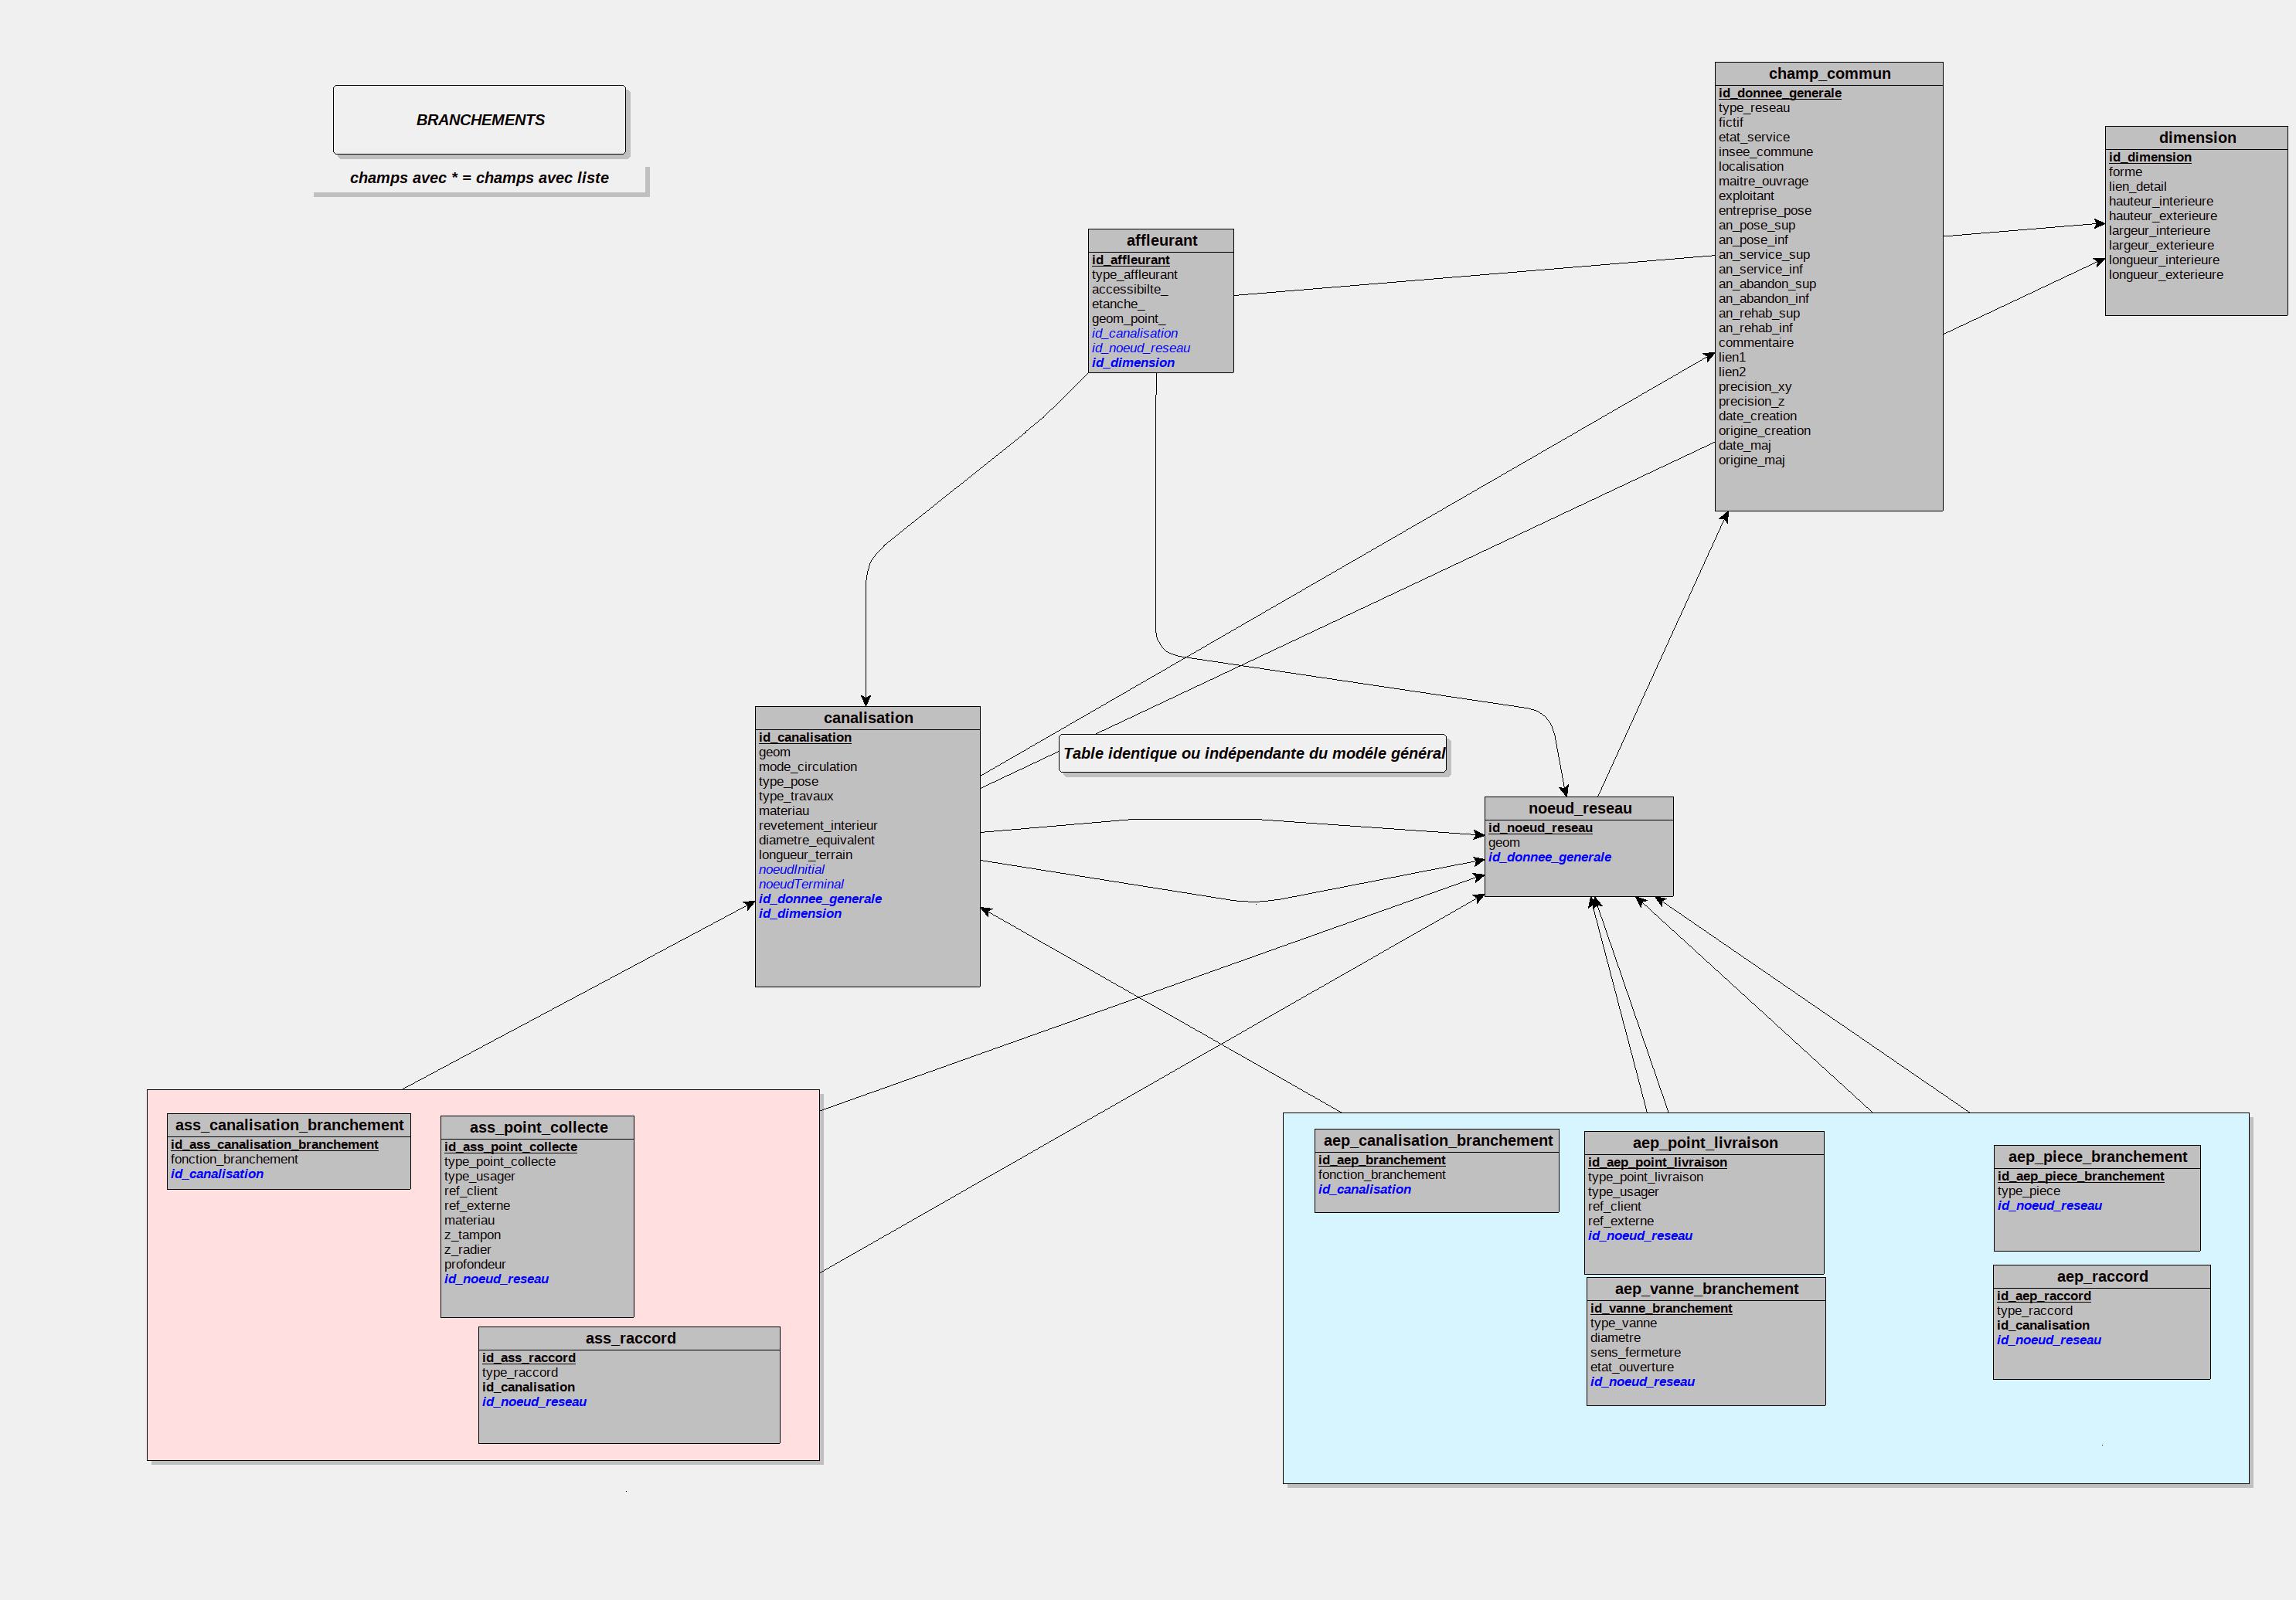 BRANCHEMENTS
champs avec * = champs avec liste
champ_commun
id_donnee_generale
type_reseau
fictif
etat_service
insee_commune
localisation
maitre_ouvrage
exploitant
entreprise_pose
an_pose_sup
an_pose_inf
an_service_sup
an_service_inf
an_abandon_sup
an_abandon_inf
an_rehab_sup
an_rehab_inf
commentaire
lien1
lien2
precision_xy
precision_z
date_creation
origine_creation
date_maj
origine_maj
dimension
id_dimension
forme
lien_detail
hauteur_interieure
hauteur_exterieure
largeur_interieure
largeur_exterieure
longueur_interieure
longueur_exterieure
affleurant
id_affleurant
type_affleurant
accessibilte_
etanche_
geom_point_
id_canalisation
id_noeud_reseau
id_dimension
canalisation
id_canalisation
geom
mode_circulation
type_pose
type_travaux
materiau
revetement_interieur
diametre_equivalent
longueur_terrain
noeudInitial
noeudTerminal
id_donnee_generale
id_dimension
Table identique ou indépendante du modéle général
noeud_reseau
id_noeud_reseau
geom
id_donnee_generale
ass_canalisation_branchement
id_ass_canalisation_branchement
fonction_branchement
id_canalisation
ass_point_collecte
id_ass_point_collecte
type_point_collecte
type_usager
ref_client
ref_externe
materiau
z_tampon
z_radier
profondeur
id_noeud_reseau
ass_raccord
id_ass_raccord
type_raccord
id_canalisation
id_noeud_reseau
aep_canalisation_branchement
id_aep_branchement
fonction_branchement
id_canalisation
aep_point_livraison
id_aep_point_livraison
type_point_livraison
type_usager
ref_client
ref_externe
id_noeud_reseau
aep_vanne_branchement
id_vanne_branchement
type_vanne
diametre
sens_fermeture
etat_ouverture
id_noeud_reseau
aep_piece_branchement
id_aep_piece_branchement
type_piece
id_noeud_reseau
aep_raccord
id_aep_raccord
type_raccord
id_canalisation
id_noeud_reseau